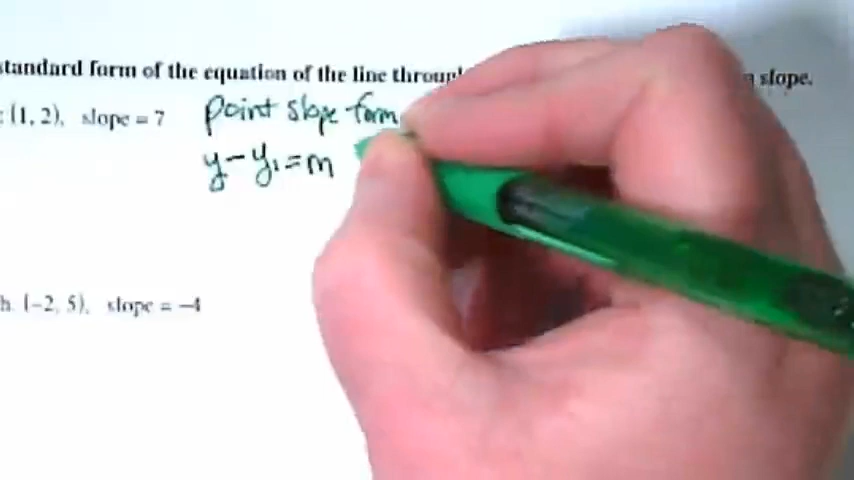 standard form of the equation of the line through slope.
(1, 2), slope = 7 point slope form
y - y₁ = m
h (-2, 5), slope = -4